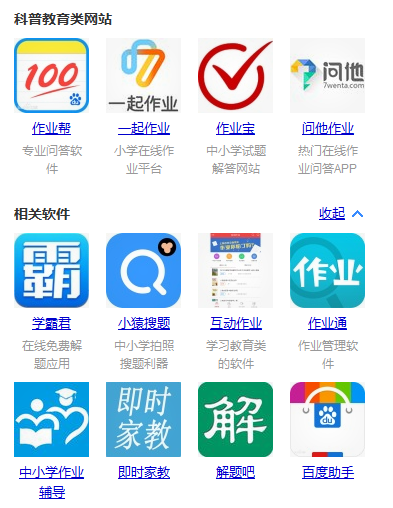 科普教育类网站
100
一起·作业
问他
7wenta.com
作业帮 一起作业 作业宝 问他作业
专业问答软 小学在线作 中小学试题 热门在线作
件 业平台 解答网站 业问答APP
相关软件 收起
霸
作业
学霸君 小猿搜题 互动作业 作业通
在线免费解 中小学拍照 学习教育类 作业管理软
题应用 搜题利器 的软件 件
即时
家教
解
du
中小学作业 即时家教 解题吧 百度助手
辅导